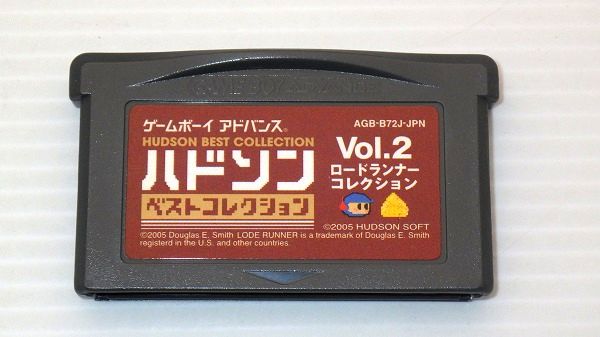 GAME BOY ADVANCE
ゲームボーイ アドバンス®
AGB-B72J-JPN
HUDSON BEST COLLECTION
ハドソン
ベストコレクション
Vol.2
ロードランナー
コレクション
©2005 HUDSON SOFT
©2005 Douglas E. Smith LODE RUNNER is a trademark of Douglas E. Smith
registerd in the U.S. and other countries.